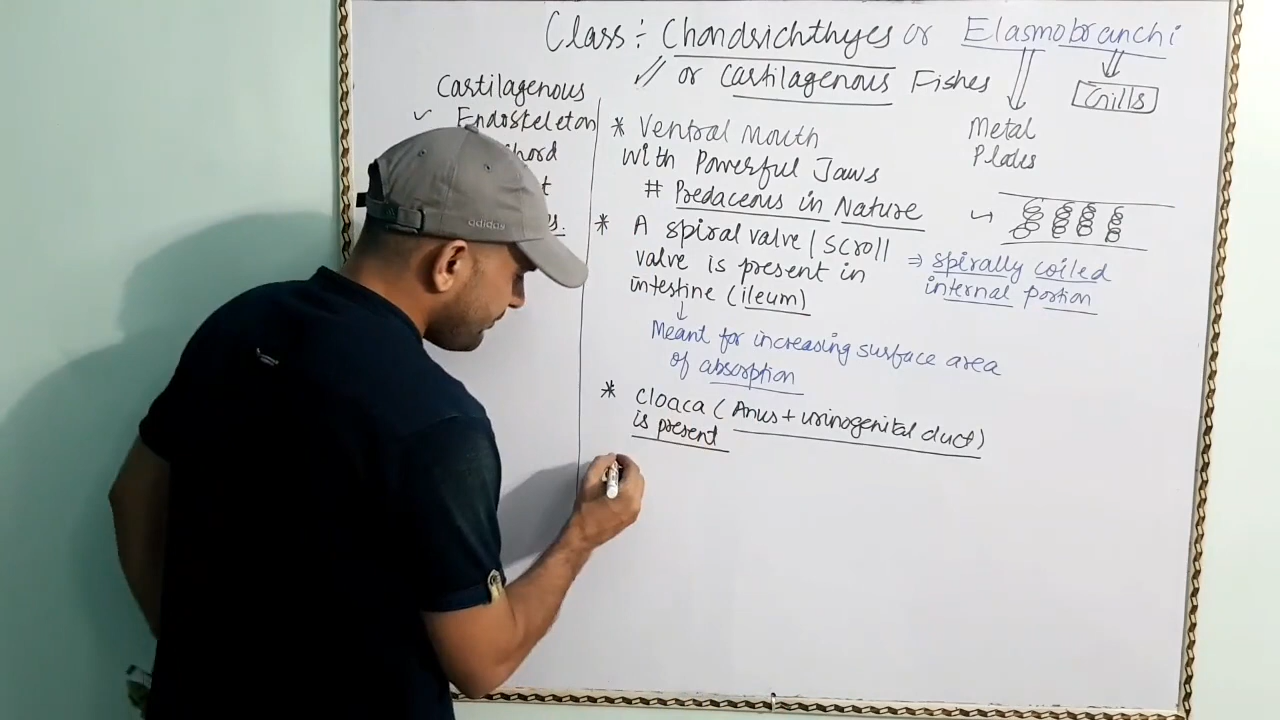 Class : Chondrichthyes or Elasmobranchi
// or Cartilagenous Fishes
Gills
Metal
Plates
Cartilagenous
Endoskeleton
* Ventral Mouth
with Powerful Jaws
# Predaceous in Nature
* A spiral valve / scroll
valve is present in
intestine (ileum)
⇒ spirally coiled
internal portion
Meant for increasing surface area
of absorption
* Cloaca (Anus + urinogenital duct)
is present
adidas